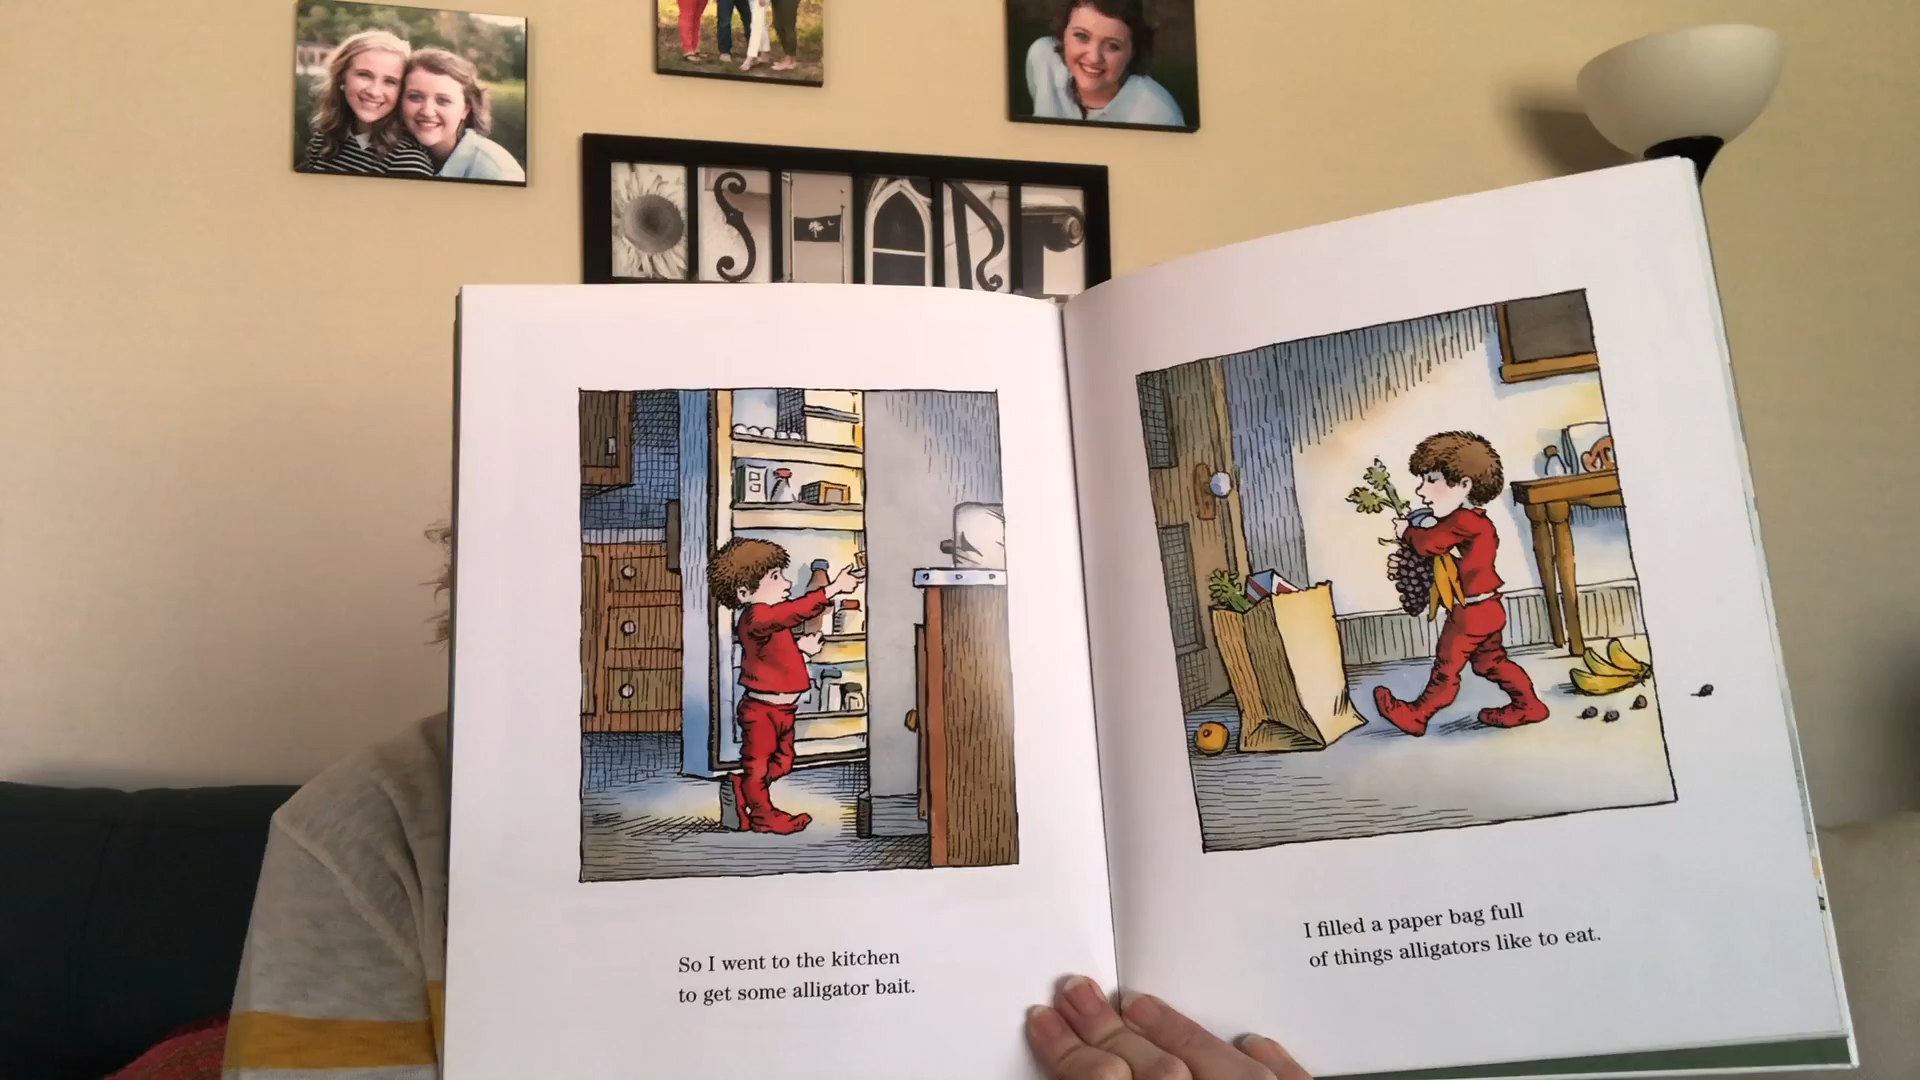 So I went to the kitchen
to get some alligator bait.
I filled a paper bag full
of things alligators like to eat.